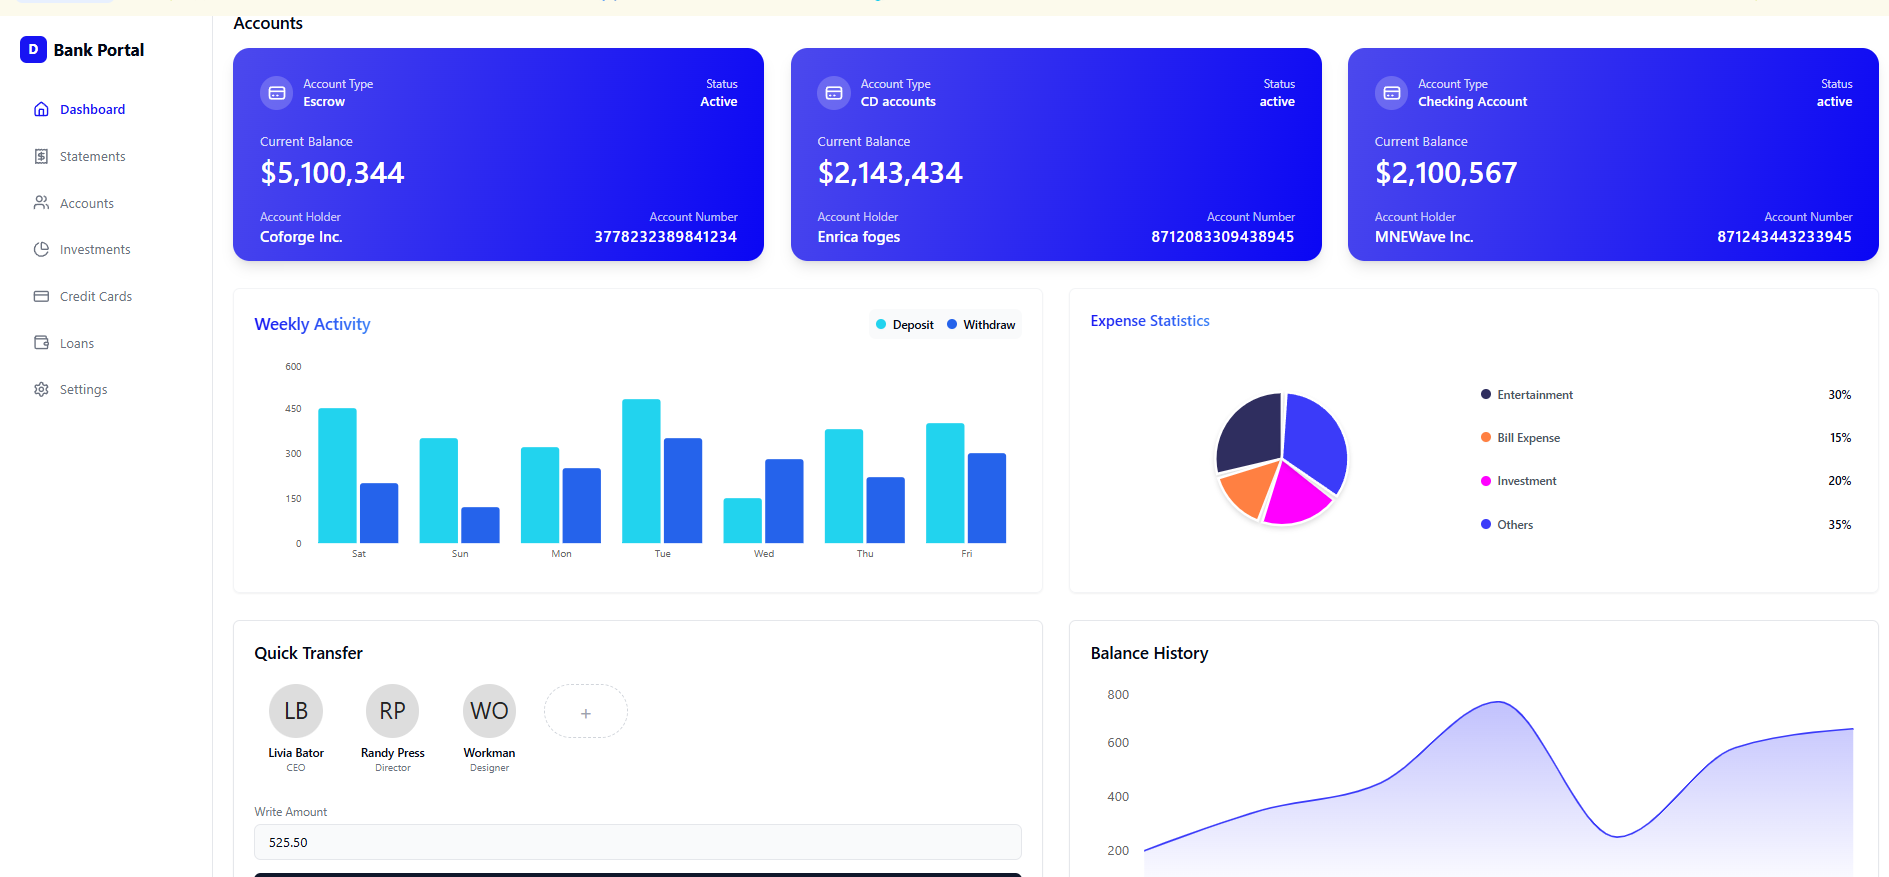 Accounts
D Bank Portal
Dashboard
Statements
Accounts
Investments
Credit Cards
Loans
Settings
Account Type
Escrow
Status
Active
Current Balance
$5,100,344
Account Holder
Coforge Inc.
Account Number
3778232389841234
Account Type
CD accounts
Status
active
Current Balance
$2,143,434
Account Holder
Enrica foges
Account Number
8712083309438945
Account Type
Checking Account
Status
active
Current Balance
$2,100,567
Account Holder
MNEWave Inc.
Account Number
871243443233945
Weekly Activity
Deposit Withdraw
600
450
300
150
0
Sat Sun Mon Tue Wed Thu Fri
Expense Statistics
Entertainment 30%
Bill Expense 15%
Investment 20%
Others 35%
Quick Transfer
LB
Livia Bator
CEO
RP
Randy Press
Director
WO
Workman
Designer
+
Write Amount
525.50
Balance History
800
600
400
200